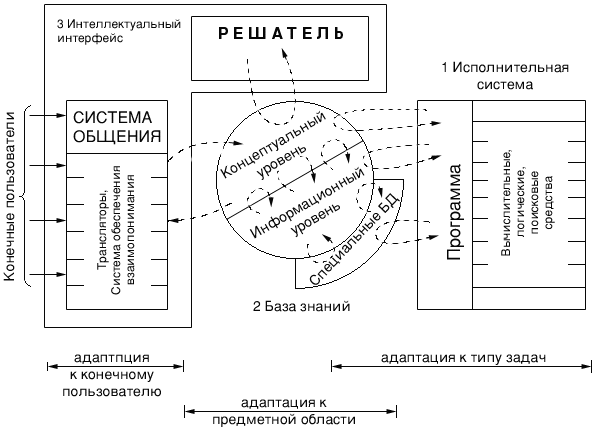 3 Интеллектуальный
интерфейс
РЕШАТЕЛЬ
1 Исполнительная
система
Конечные пользователи
СИСТЕМА
ОБЩЕНИЯ
Трансляторы,
Система обеспечения
взаимопонимания
Концептуальный
уровень
Информационный
уровень
Специальные БД
2 База знаний
Программа
Вычислительные,
логические,
поисковые
средства
адаптпция
к конечному
пользователю
адаптация к
предметной области
адаптация к типу задач